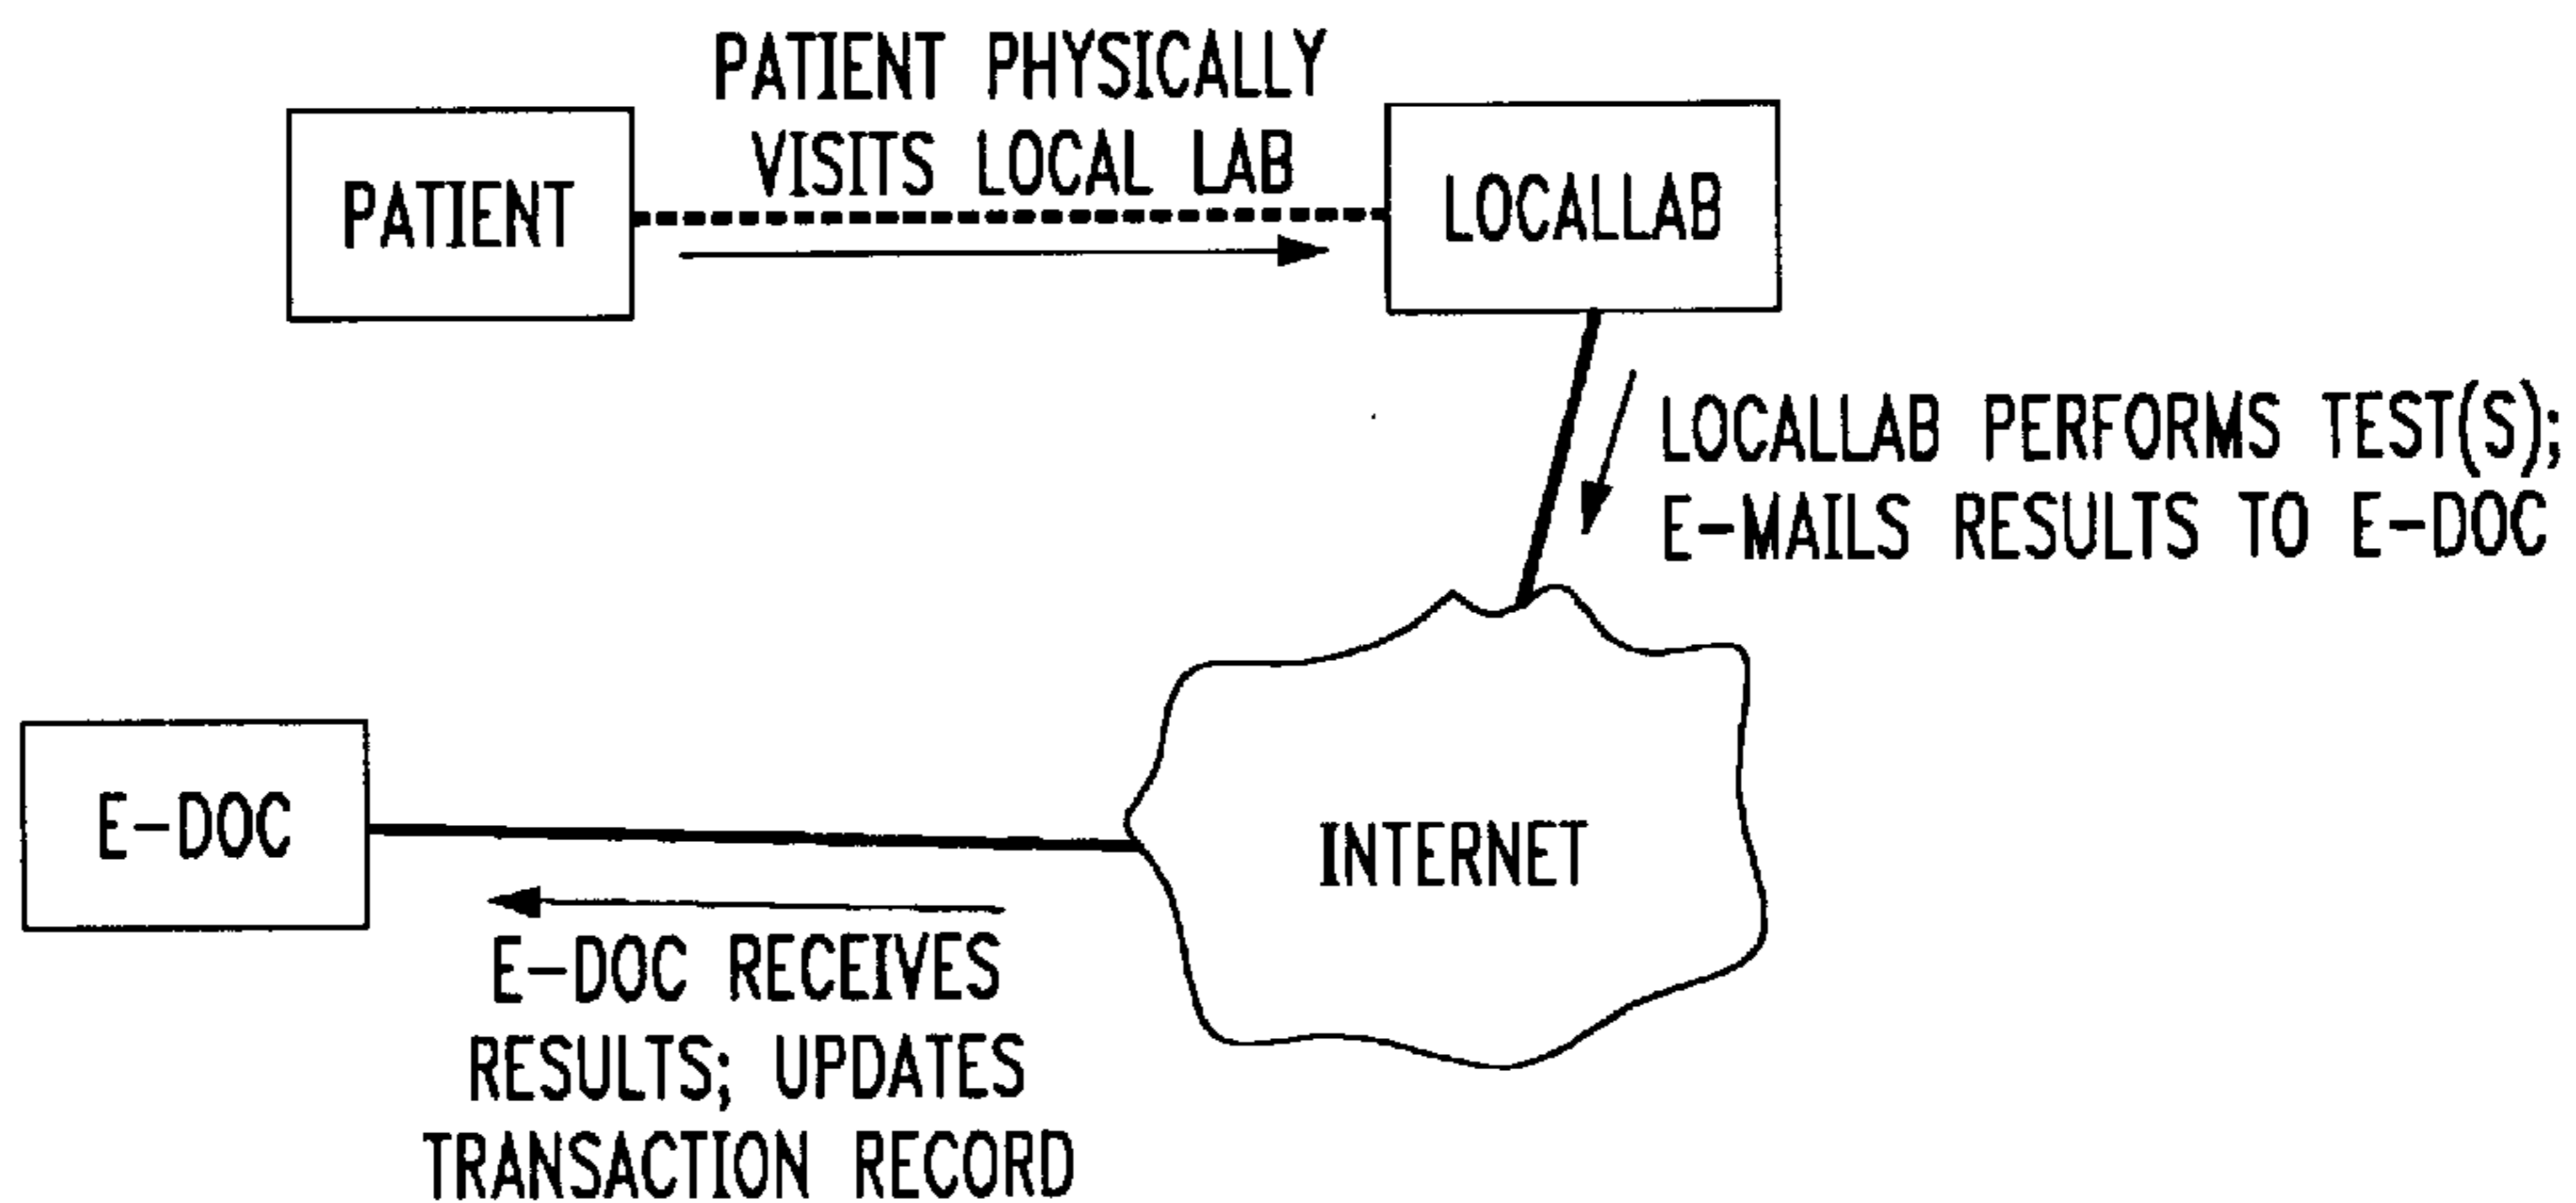 PATIENT PHYSICALLY
VISITS LOCAL LAB
PATIENT
LOCALLAB
LOCALLAB PERFORMS TEST(S);
E-MAILS RESULTS TO E-DOC
E-DOC
INTERNET
E-DOC RECEIVES
RESULTS; UPDATES
TRANSACTION RECORD